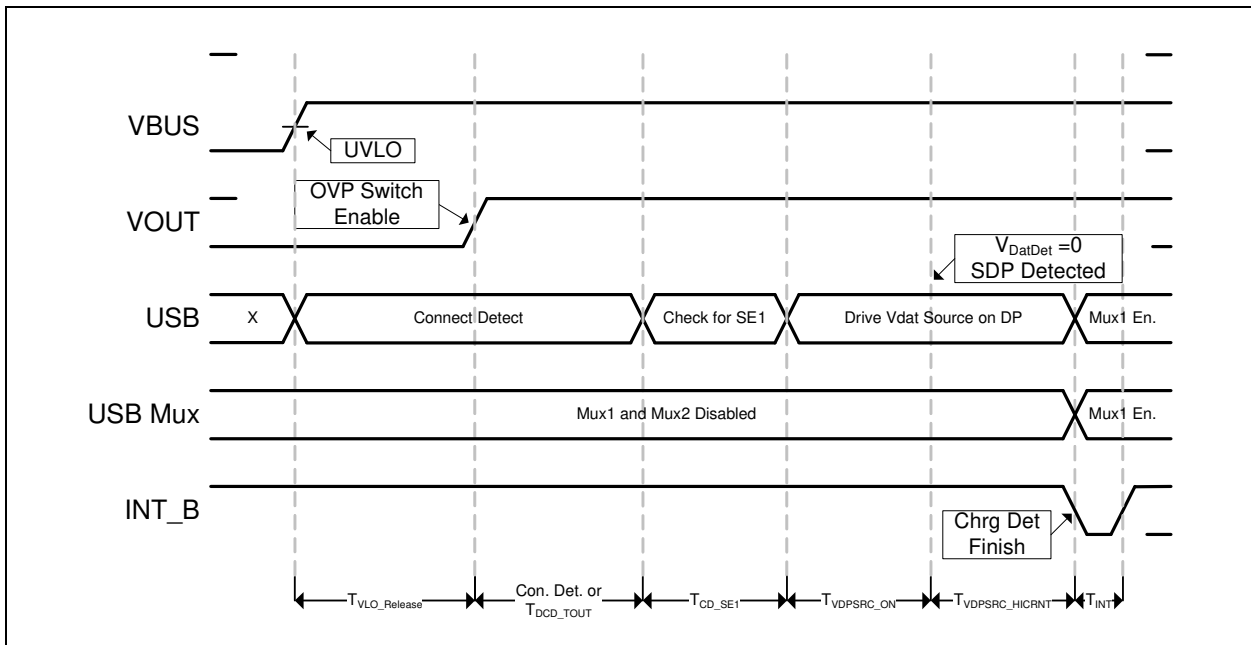 VBUS
UVLO
VOUT
OVP Switch
Enable
V_DatDet =0
SDP Detected
USB
X
Connect Detect
Check for SE1
Drive Vdat Source on DP
Mux1 En.
USB Mux
Mux1 and Mux2 Disabled
Mux1 En.
INT_B
Chrg Det
Finish
T_VLO_Release
Con. Det. or
T_DCD_TOUT
T_CD_SE1
T_VDPSRC_ON
T_VDPSRC_HICRNT
T_INT